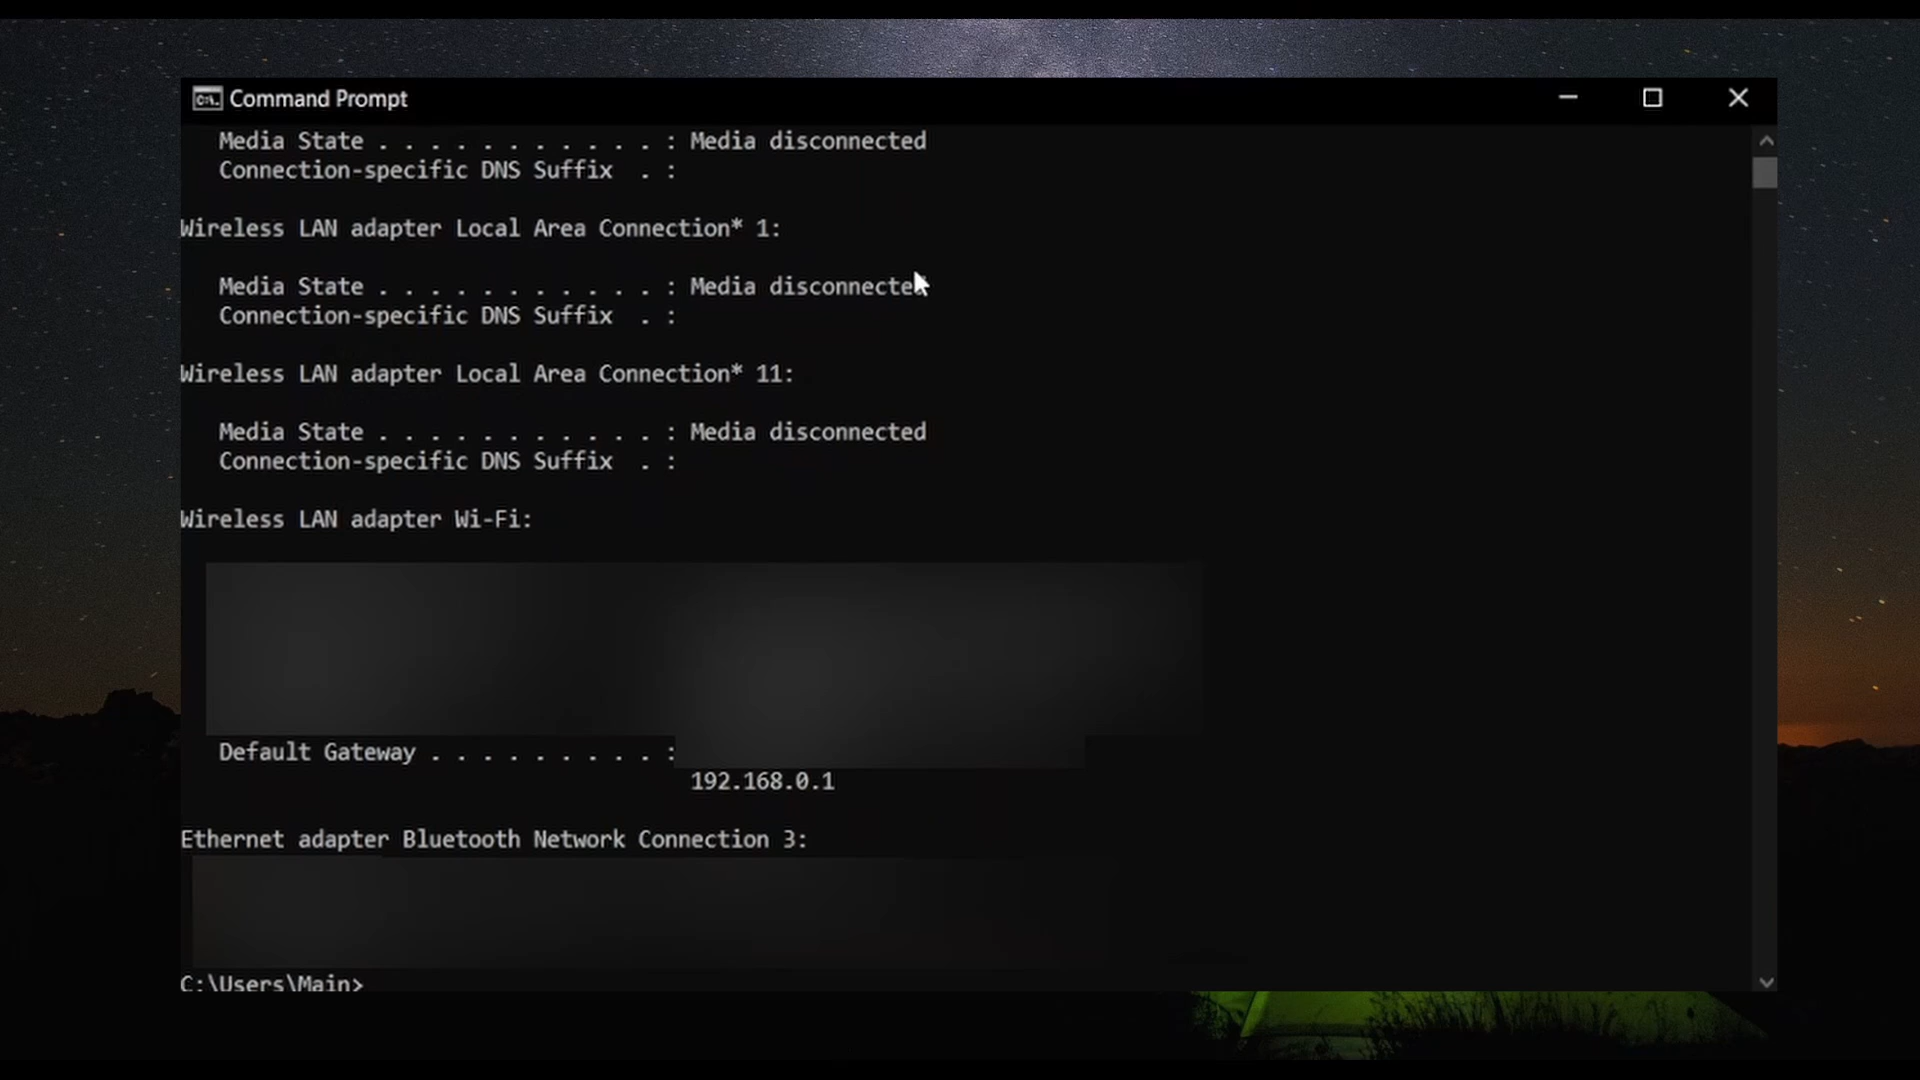 Command Prompt
Media State . . . . . . . . . . . : Media disconnected
Connection-specific DNS Suffix  . :
Wireless LAN adapter Local Area Connection* 1:
Media State . . . . . . . . . . . : Media disconnected
Connection-specific DNS Suffix  . :
Wireless LAN adapter Local Area Connection* 11:
Media State . . . . . . . . . . . : Media disconnected
Connection-specific DNS Suffix  . :
Wireless LAN adapter Wi-Fi:
Default Gateway . . . . . . . . . :
192.168.0.1
Ethernet adapter Bluetooth Network Connection 3:
C:\Users\Main>